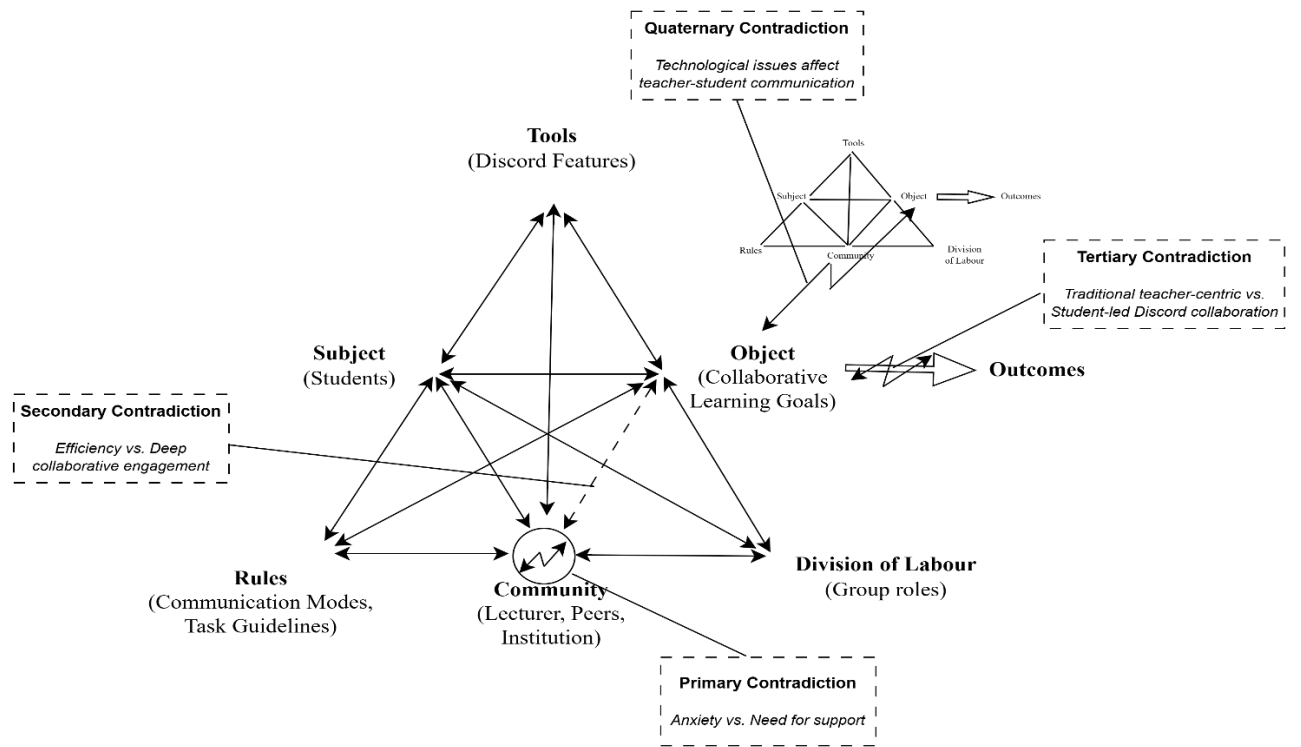 Quaternary Contradiction
Technological issues affect
teacher-student communication
Tools
(Discord Features)
Tools
Subject
Object
Outcomes
Rules
Community
Division
of Labour
Tertiary Contradiction
Traditional teacher-centric vs.
Student-led Discord collaboration
Subject
(Students)
Object
(Collaborative
Learning Goals)
Outcomes
Secondary Contradiction
Efficiency vs. Deep
collaborative engagement
Rules
(Communication Modes,
Task Guidelines)
Community
(Lecturer, Peers,
Institution)
Division of Labour
(Group roles)
Primary Contradiction
Anxiety vs. Need for support